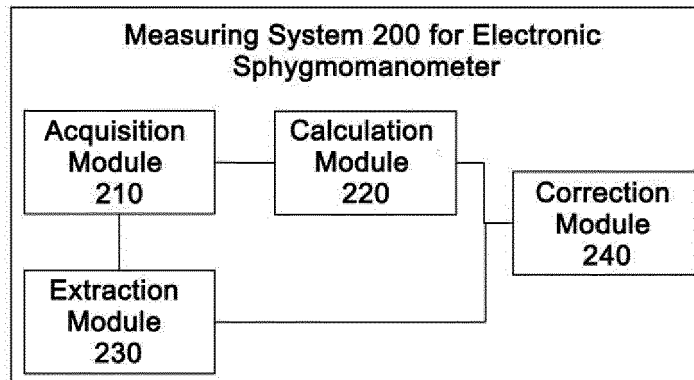 Measuring System 200 for Electronic
Sphygmomanometer
Acquisition
Module
210
Calculation
Module
220
Correction
Module
240
Extraction
Module
230